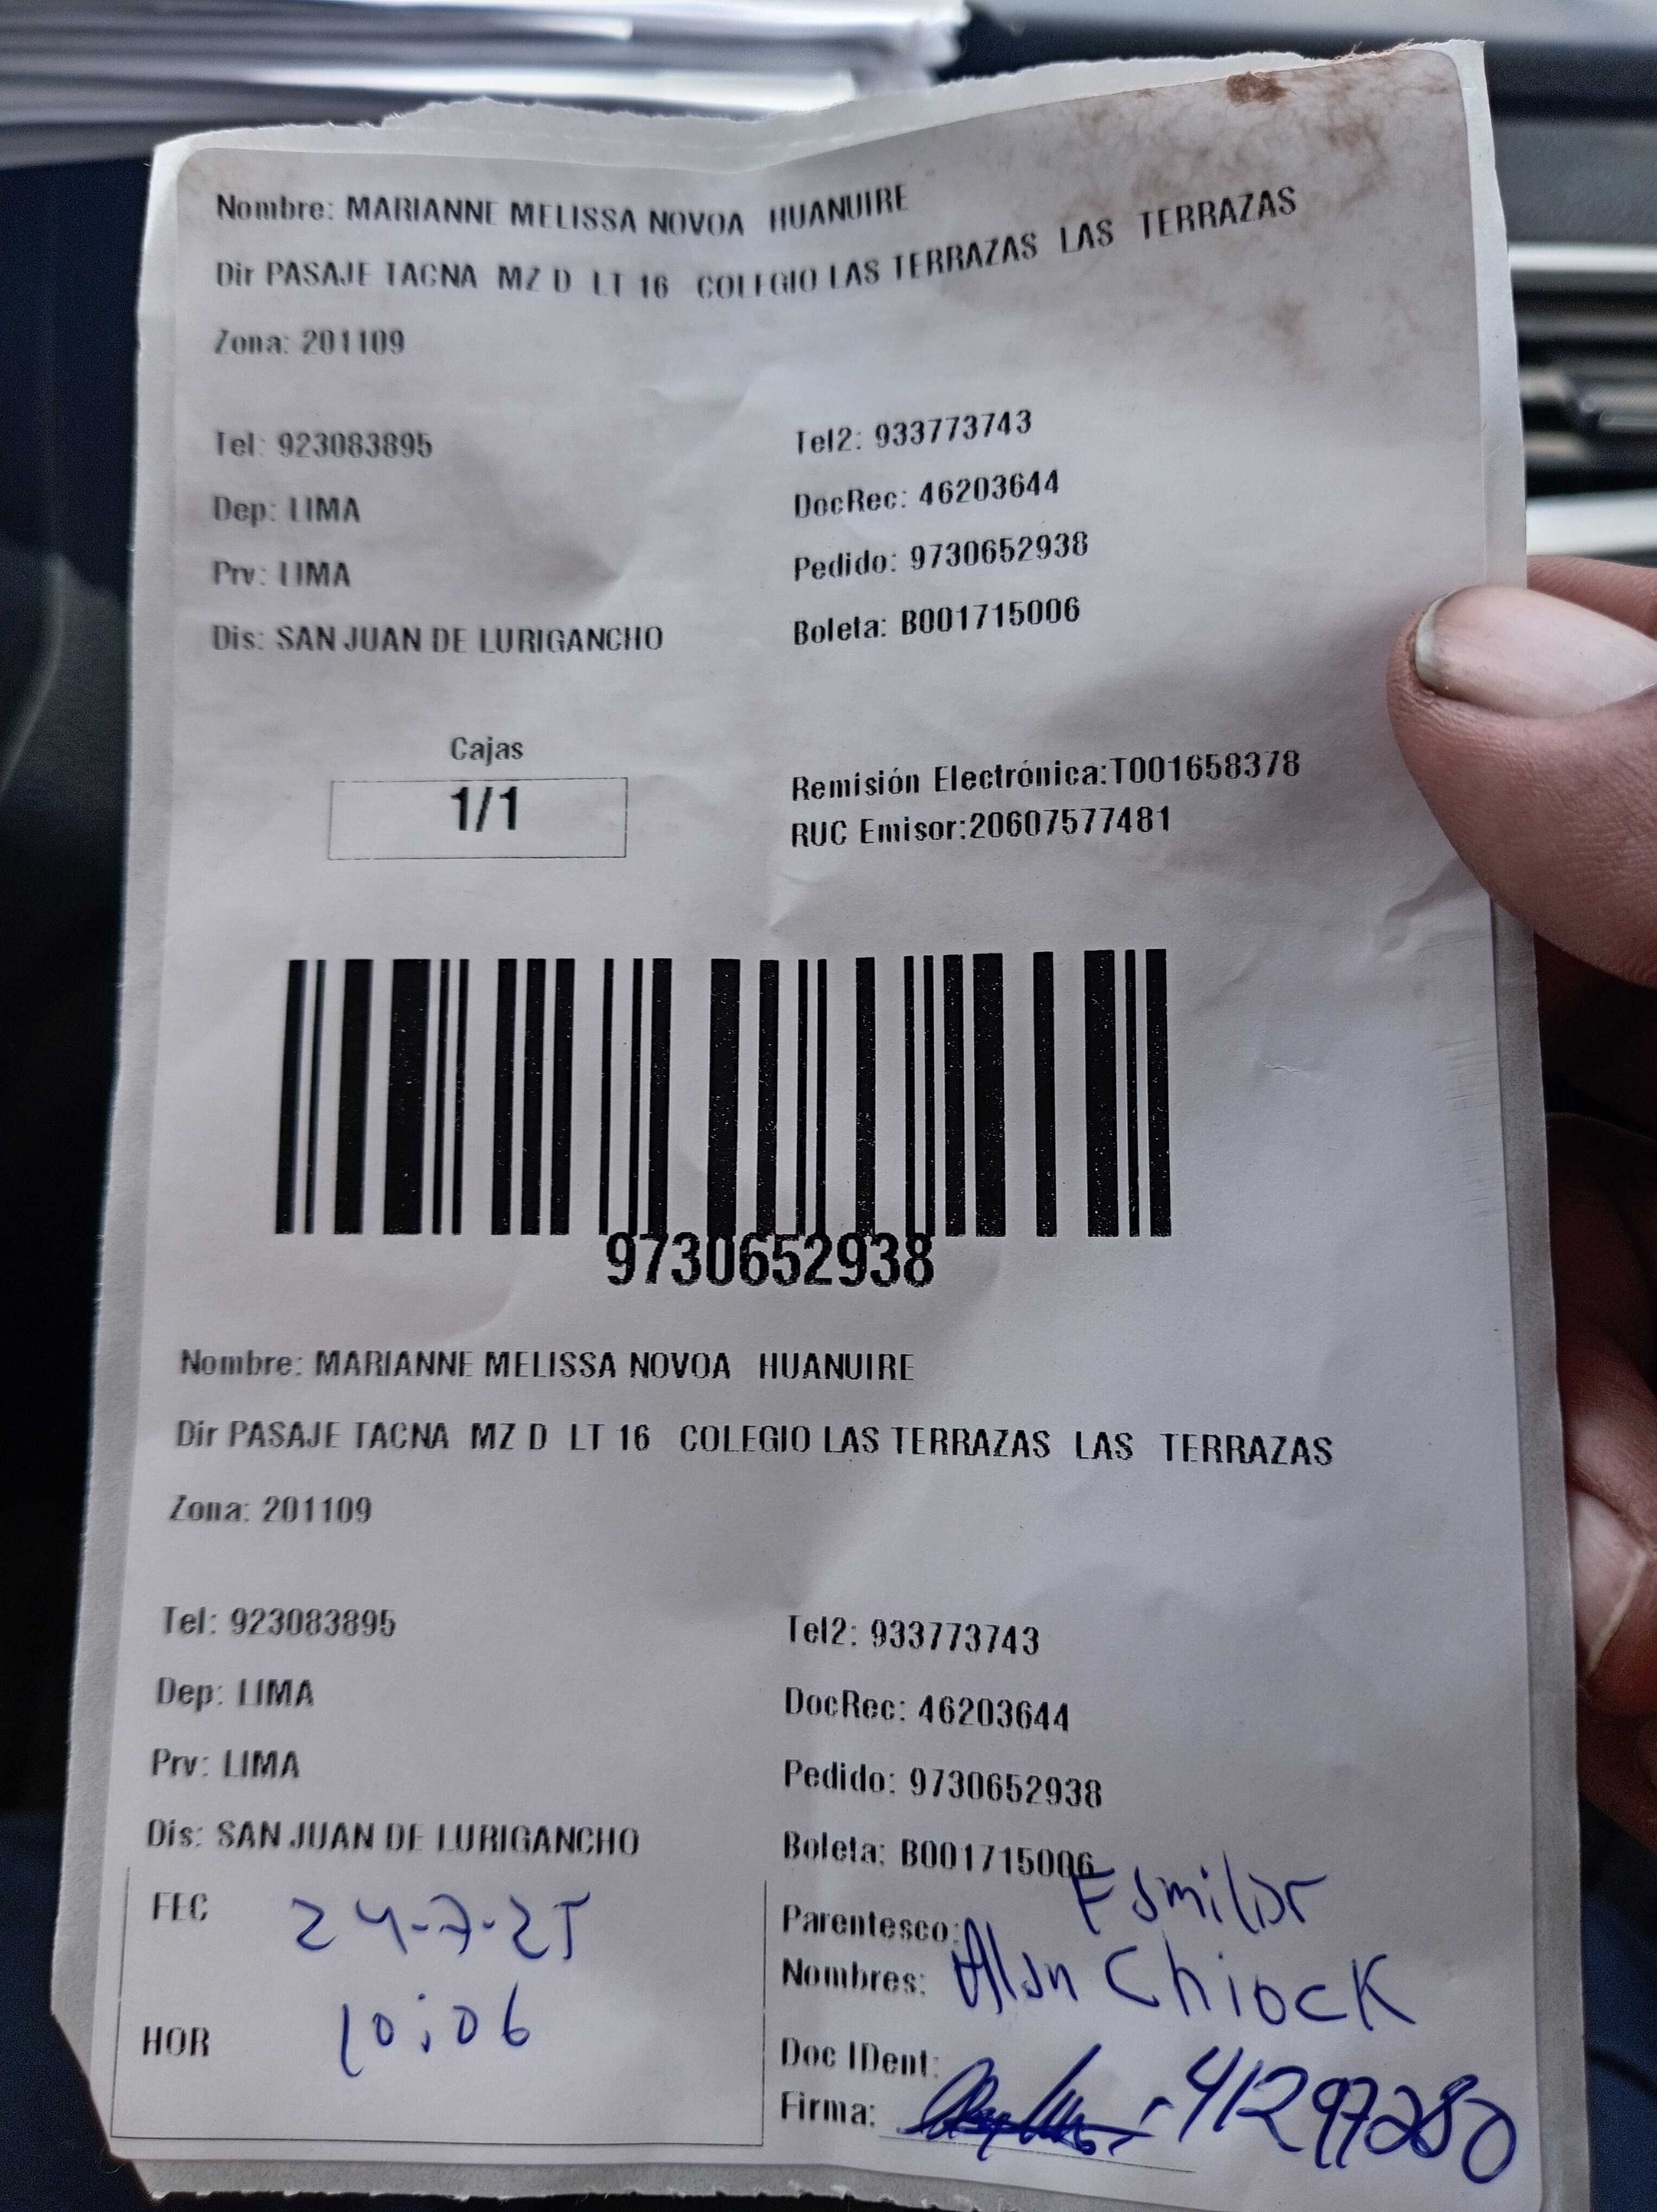 Nombre: MARIANNE MELISSA NOVOA HUANUIRE
Dir PASAJE TACNA MZ D LT 16 COLEGIO LAS TERRAZAS LAS TERRAZAS
Zona: 201109
Tel: 923083895 Tel2: 933773743
Dep: LIMA DocRec: 46203644
Prv: LIMA Pedido: 9730652938
Dis: SAN JUAN DE LURIGANCHO Boleta: B001715006
Cajas
1/1
Remisión Electrónica:T001658378
RUC Emisor:20607577481
9730652938
Nombre: MARIANNE MELISSA NOVOA HUANUIRE
Dir PASAJE TACNA MZ D LT 16 COLEGIO LAS TERRAZAS LAS TERRAZAS
Zona: 201109
Tel: 923083895 Tel2: 933773743
Dep: LIMA DocRec: 46203644
Prv: LIMA Pedido: 9730652938
Dis: SAN JUAN DE LURIGANCHO Boleta: B001715006
FEC 24-7-25
HOR 10:06
Parentesco: Familiar
Nombres: Alan Chiock
Doc IDent:
Firma: 41297280